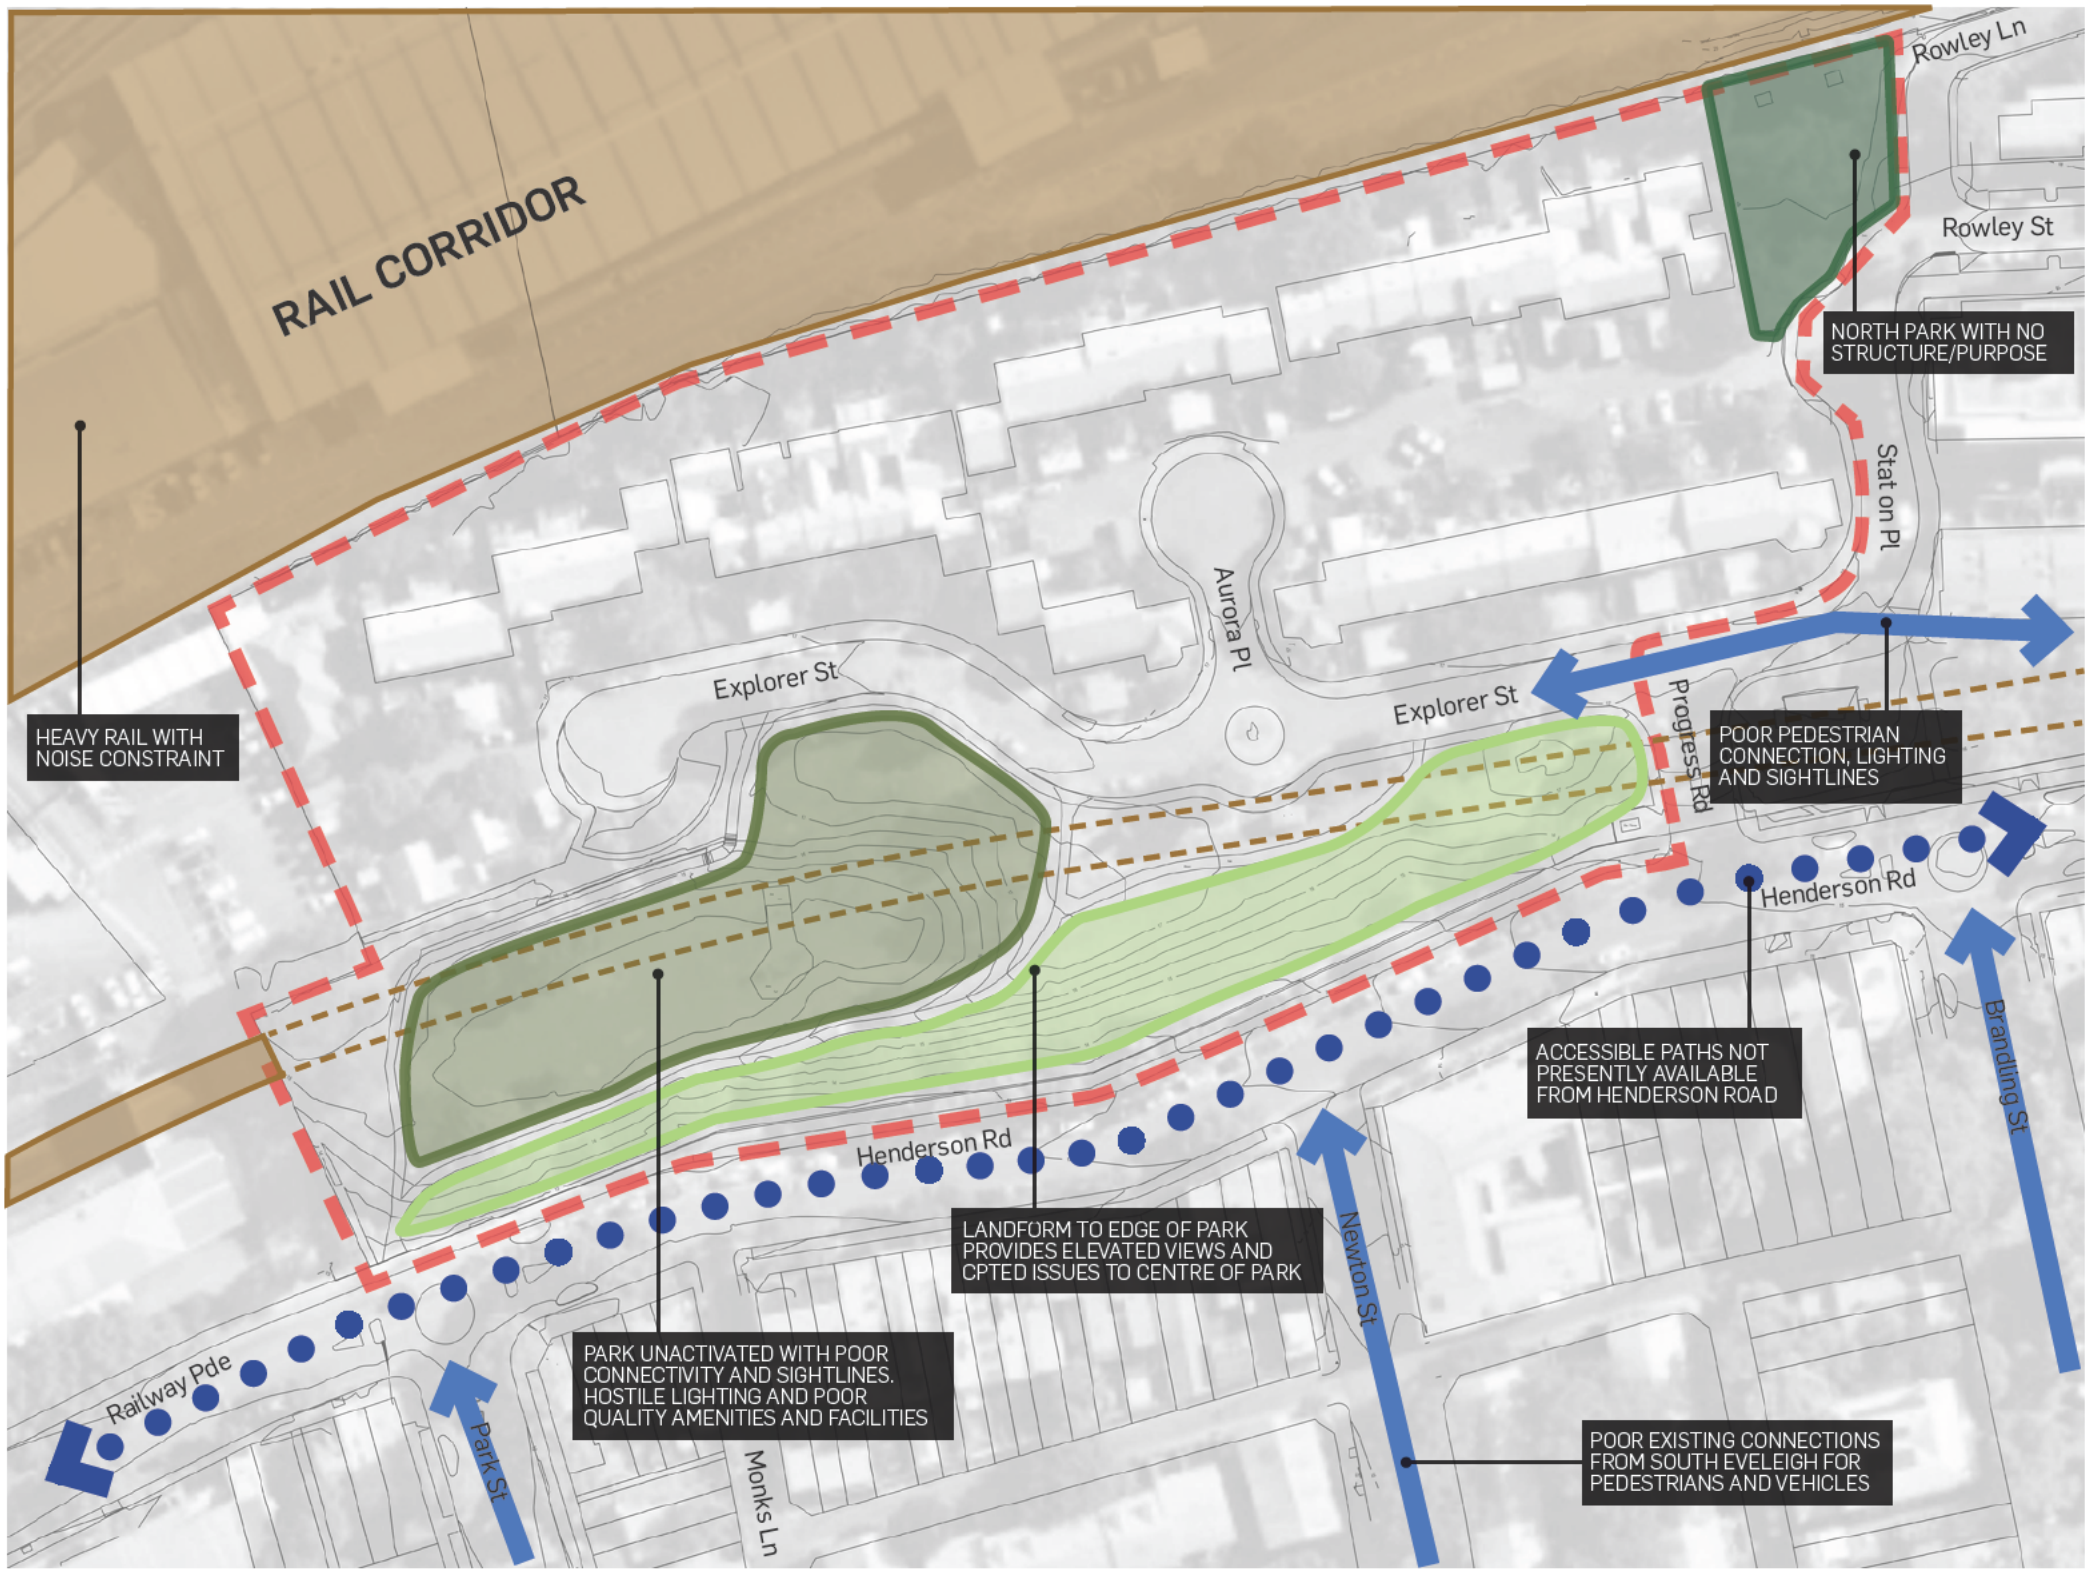 Rowley Ln
RAIL CORRIDOR
Rowley St
NORTH PARK WITH NO
STRUCTURE/PURPOSE
Stat on Pl
Aurora Pl
Explorer St
Explorer St
Progress Rd
HEAVY RAIL WITH
NOISE CONSTRAINT
POOR PEDESTRIAN
CONNECTION, LIGHTING
AND SIGHTLINES
Henderson Rd
ACCESSIBLE PATHS NOT
PRESENTLY AVAILABLE
FROM HENDERSON ROAD
Brandling St
Henderson Rd
LANDFORM TO EDGE OF PARK
PROVIDES ELEVATED VIEWS AND
CPTED ISSUES TO CENTRE OF PARK
Newton St
PARK UNACTIVATED WITH POOR
CONNECTIVITY AND SIGHTLINES.
HOSTILE LIGHTING AND POOR
QUALITY AMENITIES AND FACILITIES
Railway Pde
Park St
Monks Ln
POOR EXISTING CONNECTIONS
FROM SOUTH EVELEIGH FOR
PEDESTRIANS AND VEHICLES